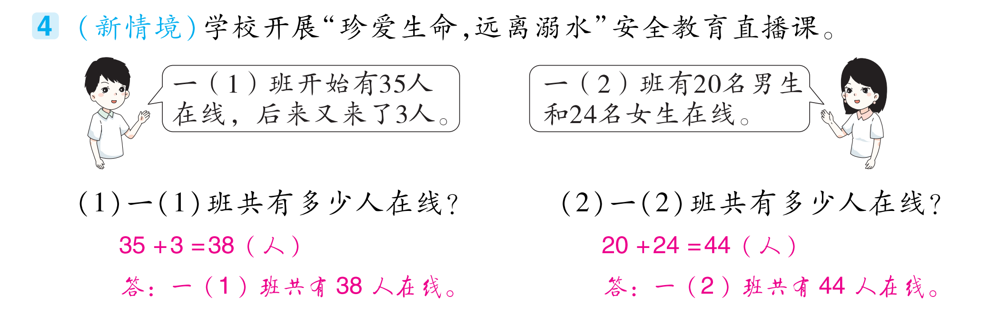 4 (新情境)学校开展“珍爱生命,远离溺水”安全教育直播课。
一(1)班开始有35人
在线，后来又来了3人。
一(2)班有20名男生
和24名女生在线。
(1)一(1)班共有多少人在线?
35+3=38(人)
答：一(1)班共有38人在线。
(2)一(2)班共有多少人在线?
20+24=44(人)
答：一(2)班共有44人在线。